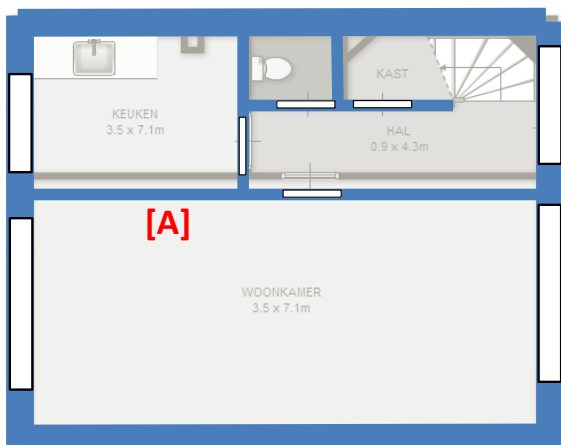 KAST
KEUKEN
3.5 x 7.1m
HAL
0.9 x 4.3m
[A]
WOONKAMER
3.5 x 7.1m